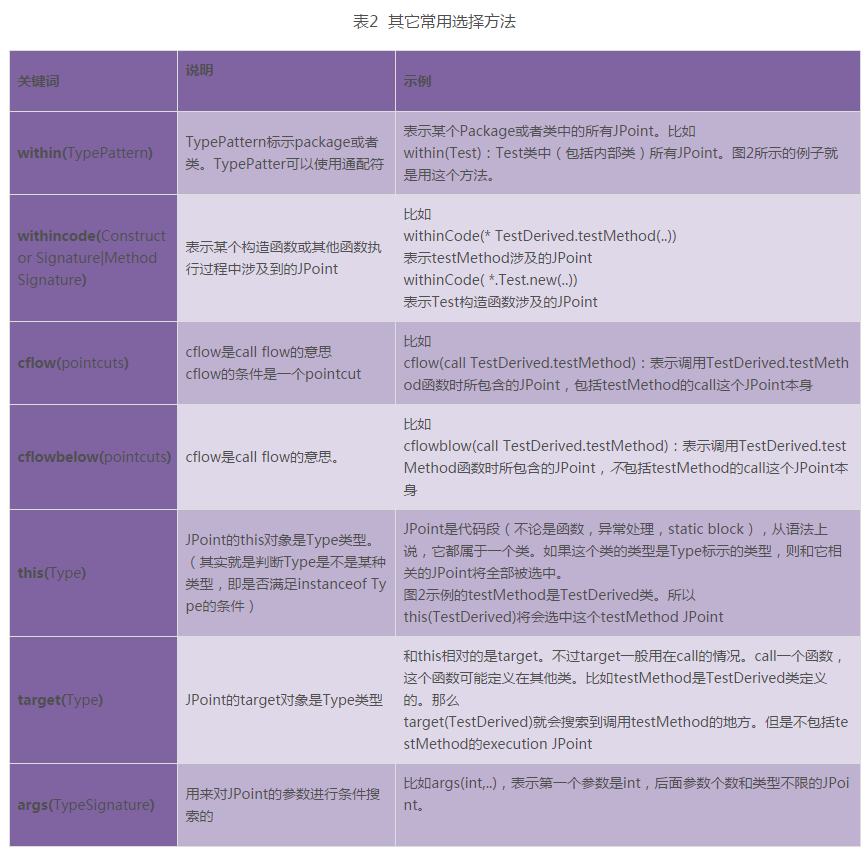 表2 其它常用选择方法
关键词
说明
示例
within(TypePattern)
TypePattern标示package或者
类。TypePatter可以使用通配符
表示某个Package或者类中的所有JPoint。比如
within(Test)：Test类中（包括内部类）所有JPoint。图2所示的例子就
是用这个方法。
withincode(Construct
or Signature|Method
Signature)
表示某个构造函数或其他函数执
行过程中涉及到的JPoint
比如
withinCode(* TestDerived.testMethod(..))
表示testMethod涉及的JPoint
withinCode( *.Test.new(..))
表示Test构造函数涉及的JPoint
cflow(pointcuts)
cflow是call flow的意思
cflow的条件是一个pointcut
比如
cflow(call TestDerived.testMethod)：表示调用TestDerived.testMeth
od函数时所包含的JPoint，包括testMethod的call这个JPoint本身
cflowbelow(pointcuts)
cflow是call flow的意思。
比如
cflowblow(call TestDerived.testMethod)：表示调用TestDerived.test
Method函数时所包含的JPoint，不包括testMethod的call这个JPoint本
身
this(Type)
JPoint的this对象是Type类型。
（其实就是判断Type是不是某种
类型，即是否满足instanceof Ty
pe的条件）
JPoint是代码段（不论是函数，异常处理，static block），从语法上
说，它都属于一个类。如果这个类的类型是Type标示的类型，则和它相
关的JPoint将全部被选中。
图2示例的testMethod是TestDerived类。所以
this(TestDerived)将会选中这个testMethod JPoint
target(Type)
JPoint的target对象是Type类型
和this相对的是target。不过target一般用在call的情况。call一个函数，
这个函数可能定义在其他类。比如testMethod是TestDerived类定义
的。那么
target(TestDerived)就会搜索到调用testMethod的地方。但是不包括te
stMethod的execution JPoint
args(TypeSignature)
用来对JPoint的参数进行条件搜
索的
比如args(int,..)，表示第一个参数是int，后面参数个数和类型不限的JPoi
nt。